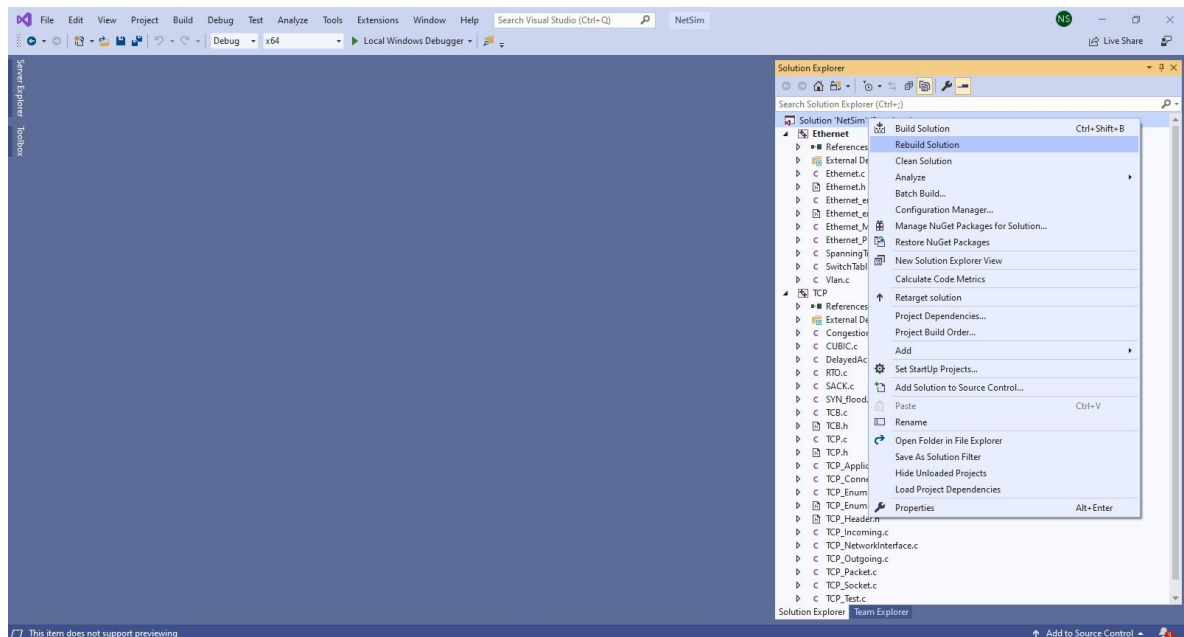 File Edit View Project Build Debug Test Analyze Tools Extensions Window Help Search Visual Studio (Ctrl+Q) NetSim NS
Debug x64 Local Windows Debugger Live Share
Server Explorer
Toolbox
Solution Explorer
Search Solution Explorer (Ctrl+;)
Solution 'NetSim'
Ethernet
References
External De
Ethernet.c
Ethernet.h
Ethernet_e
Ethernet_e
Ethernet_M
Ethernet_P
SpanningT
SwitchTabl
Vlan.c
TCP
References
External De
Congestion
CUBIC.c
DelayedAc
RTO.c
SACK.c
SYN_flood.
TCB.c
TCB.h
TCP.c
TCP.h
TCP_Applic
TCP_Conne
TCP_Enum
TCP_Enum
TCP_Header.h
TCP_Incoming.c
TCP_NetworkInterface.c
TCP_Outgoing.c
TCP_Packet.c
TCP_Socket.c
TCP_Test.c
Build Solution Ctrl+Shift+B
Rebuild Solution
Clean Solution
Analyze
Batch Build...
Configuration Manager...
Manage NuGet Packages for Solution...
Restore NuGet Packages
New Solution Explorer View
Calculate Code Metrics
Retarget solution
Project Dependencies...
Project Build Order...
Add
Set StartUp Projects...
Add Solution to Source Control...
Paste Ctrl+V
Rename
Open Folder in File Explorer
Save As Solution Filter
Hide Unloaded Projects
Load Project Dependencies
Properties Alt+Enter
Solution Explorer Team Explorer
This item does not support previewing Add to Source Control